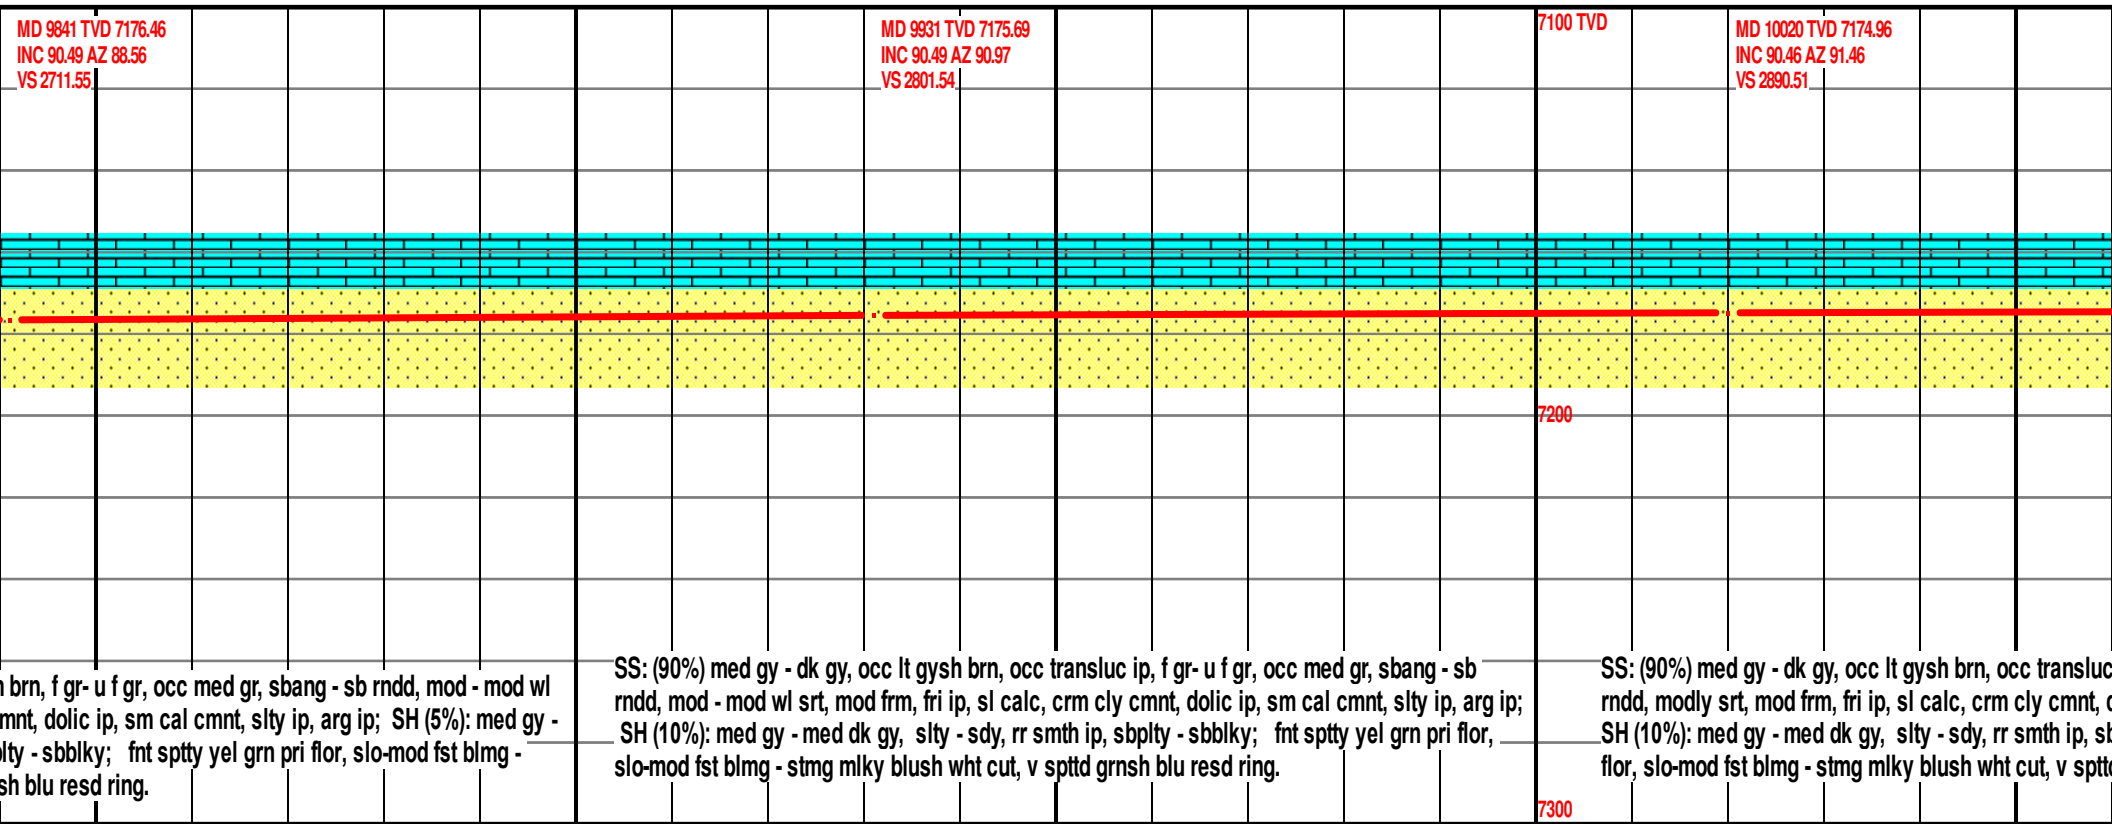 MD 9841 TVD 7176.46
INC 90.49 AZ 88.56
VS 2711.55
MD 9931 TVD 7175.69
INC 90.49 AZ 90.97
VS 2801.54
7100 TVD
MD 10020 TVD 7174.96
INC 90.46 AZ 91.46
VS 2890.51
7200
brn, f gr- u f gr, occ med gr, sbang - sb rndd, mod - mod wl
mnt, dolic ip, sm cal cmnt, slty ip, arg ip;  SH (5%): med gy -
lty - sbblky;   fnt sptty yel grn pri flor, slo-mod fst blmg -
sh blu resd ring.
SS: (90%) med gy - dk gy, occ lt gysh brn, occ transluc ip, f gr- u f gr, occ med gr, sbang - sb
rndd, mod - mod wl srt, mod frm, fri ip, sl calc, crm cly cmnt, dolic ip, sm cal cmnt, slty ip, arg ip;
SH (10%): med gy - med dk gy,  slty - sdy, rr smth ip, sbplty - sbblky;   fnt sptty yel grn pri flor,
slo-mod fst blmg - stmg mlky blush wht cut, v spttd grnsh blu resd ring.
SS: (90%) med gy - dk gy, occ lt gysh brn, occ transluc
rndd, modly srt, mod frm, fri ip, sl calc, crm cly cmnt,
SH (10%): med gy - med dk gy,  slty - sdy, rr smth ip,
flor, slo-mod fst blmg - stmg mlky blush wht cut, v
7300